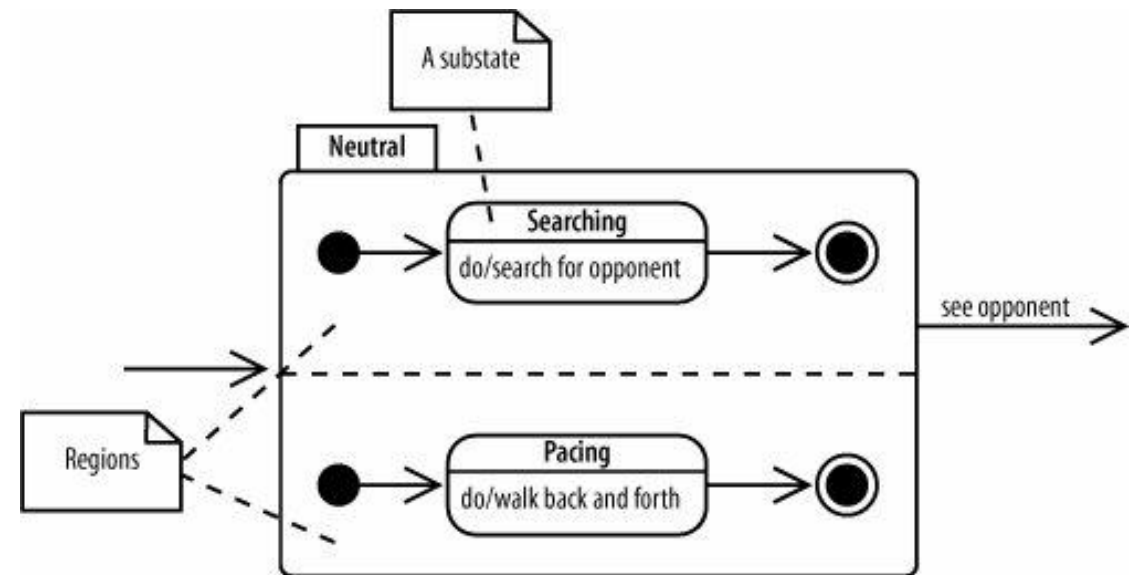 A substate
Neutral
Searching
do/search for opponent
see opponent
Regions
Pacing
do/walk back and forth